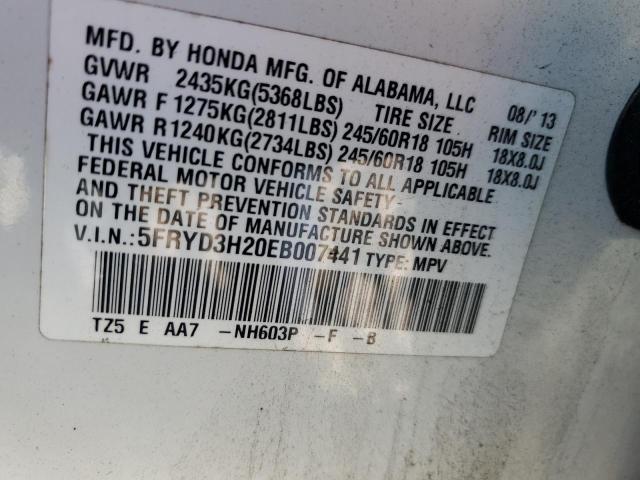 MFD. BY HONDA MFG. OF ALABAMA, LLC 08/'13
GVWR 2435KG(5368LBS) TIRE SIZE RIM SIZE
GAWR F 1275KG(2811LBS) 245/60R18 105H 18X8.0J
GAWR R 1240KG(2734LBS) 245/60R18 105H 18X8.0J
THIS VEHICLE CONFORMS TO ALL APPLICABLE
FEDERAL MOTOR VEHICLE SAFETY-
AND THEFT PREVENTION STANDARDS IN EFFECT
ON THE DATE OF MANUFACTURE SHOWN ABOVE.
V.I.N.:5FRYD3H20EB007441 TYPE: MPV
TZ5 E AA7 -NH603P -F -B